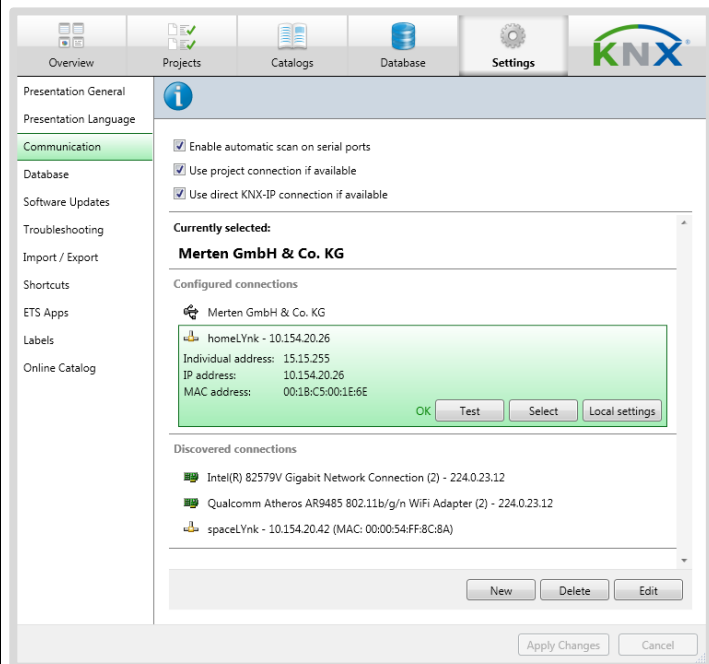 Overview
Projects
Catalogs
Database
Settings
KNX®
Presentation General
Presentation Language
Communication
Database
Software Updates
Troubleshooting
Import / Export
Shortcuts
ETS Apps
Labels
Online Catalog
Enable automatic scan on serial ports
Use project connection if available
Use direct KNX-IP connection if available
Currently selected:
Merten GmbH & Co. KG
Configured connections
Merten GmbH & Co. KG
homeLYnk - 10.154.20.26
Individual address: 15.15.255
IP address: 10.154.20.26
MAC address: 00:1B:C5:00:1E:6E
OK Test Select Local settings
Discovered connections
Intel(R) 82579V Gigabit Network Connection (2) - 224.0.23.12
Qualcomm Atheros AR9485 802.11b/g/n WiFi Adapter (2) - 224.0.23.12
spaceLYnk - 10.154.20.42 (MAC: 00:00:54:FF:8C:8A)
New Delete Edit
Apply Changes Cancel